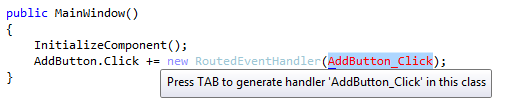 public MainWindow()
{
    InitializeComponent();
    AddButton.Click += new RoutedEventHandler(AddButton_Click);
}
Press TAB to generate handler 'AddButton_Click' in this class